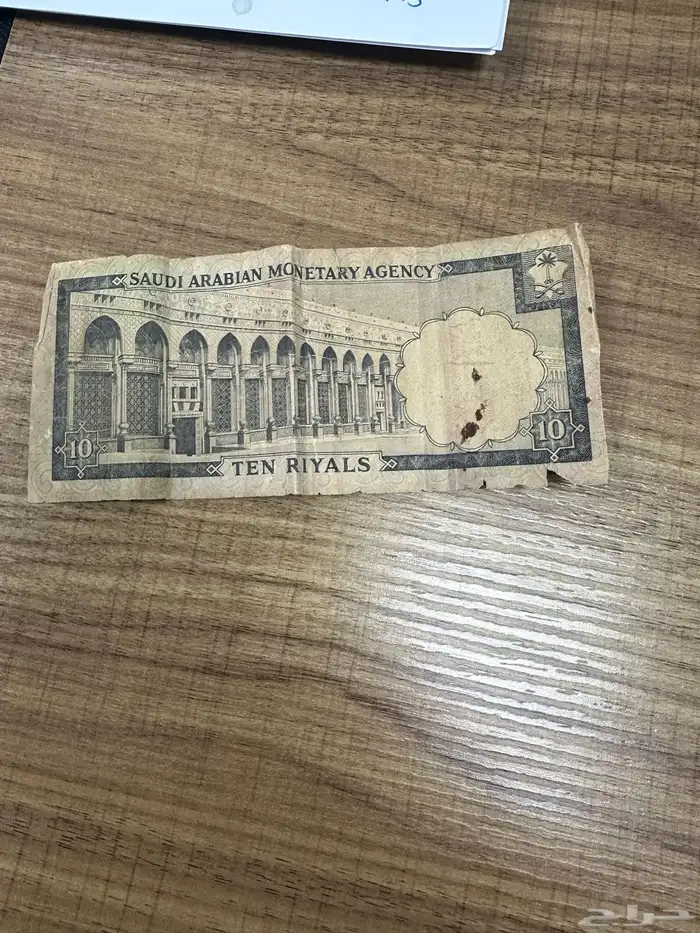 SAUDI ARABIAN MONETARY AGENCY
10
10
TEN RIYALS
حراج